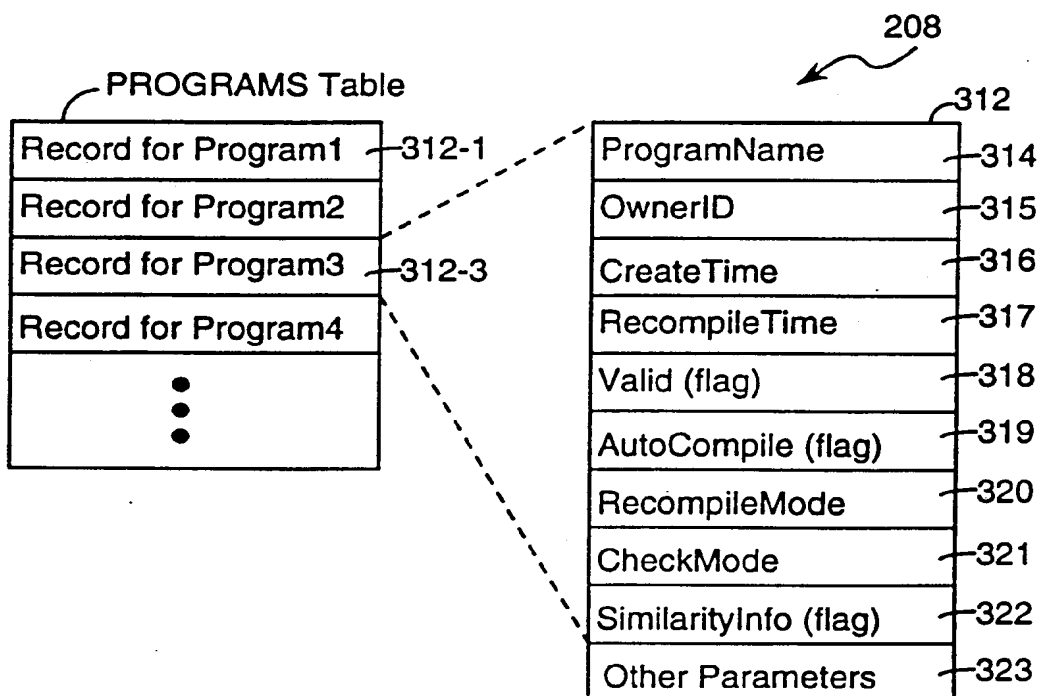 208
PROGRAMS Table
312
Record for Program1 312-1
Record for Program2
Record for Program3 312-3
Record for Program4
ProgramName 314
OwnerID 315
CreateTime 316
RecompileTime 317
Valid (flag) 318
AutoCompile (flag) 319
RecompileMode 320
CheckMode 321
SimilarityInfo (flag) 322
Other Parameters 323